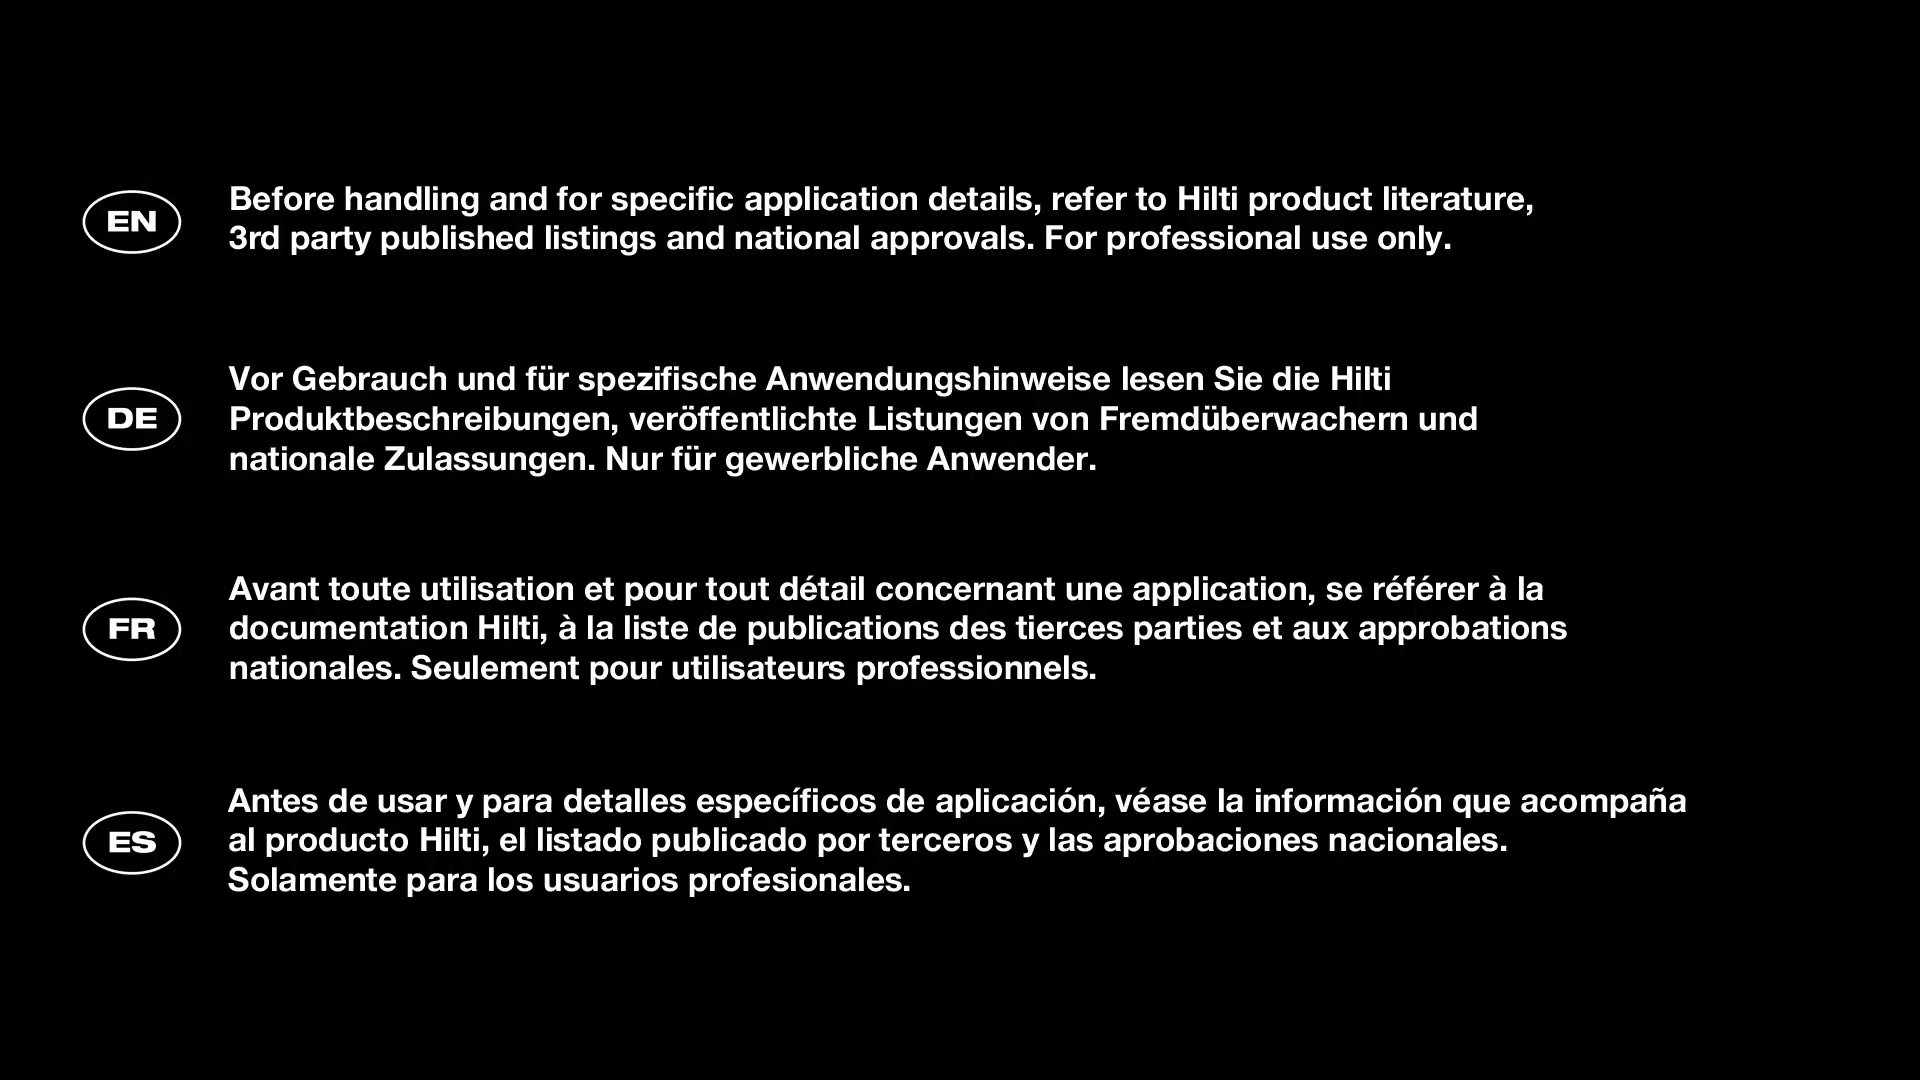 EN
Before handling and for specific application details, refer to Hilti product literature,
3rd party published listings and national approvals. For professional use only.
DE
Vor Gebrauch und für spezifische Anwendungshinweise lesen Sie die Hilti
Produktbeschreibungen, veröffentlichte Listungen von Fremdüberwachern und
nationale Zulassungen. Nur für gewerbliche Anwender.
FR
Avant toute utilisation et pour tout détail concernant une application, se référer à la
documentation Hilti, à la liste de publications des tierces parties et aux approbations
nationales. Seulement pour utilisateurs professionnels.
ES
Antes de usar y para detalles específicos de aplicación, véase la información que acompaña
al producto Hilti, el listado publicado por terceros y las aprobaciones nacionales.
Solamente para los usuarios profesionales.